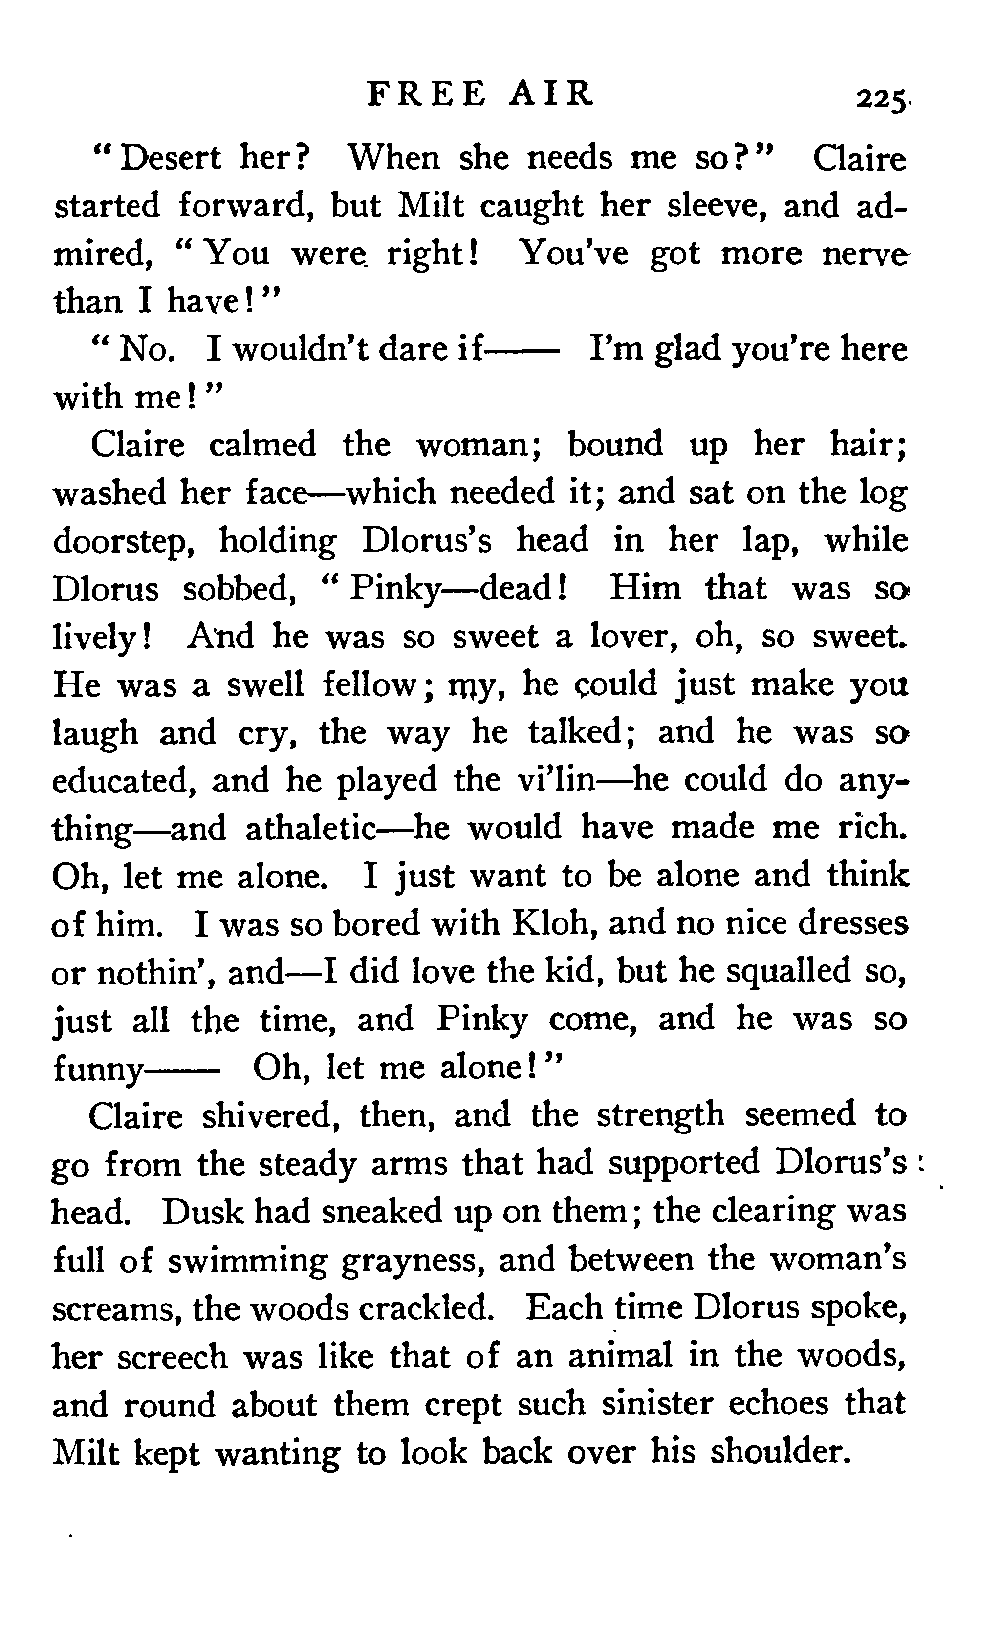 FREE AIR 225
" Desert her? When she needs me so?" Claire
started forward, but Milt caught her sleeve, and ad-
mired, " You were right! You've got more nerve
than I have!"
" No. I wouldn't dare if—— I'm glad you're here
with me!"
Claire calmed the woman; bound up her hair;
washed her face—which needed it; and sat on the log
doorstep, holding Dlorus's head in her lap, while
Dlorus sobbed, " Pinky—dead! Him that was so
lively! And he was so sweet a lover, oh, so sweet.
He was a swell fellow; my, he could just make you
laugh and cry, the way he talked; and he was so
educated, and he played the vi'lin—he could do any-
thing—and athaletic—he would have made me rich.
Oh, let me alone. I just want to be alone and think
of him. I was so bored with Kloh, and no nice dresses
or nothin', and—I did love the kid, but he squalled so,
just all the time, and Pinky come, and he was so
funny—— Oh, let me alone!"
Claire shivered, then, and the strength seemed to
go from the steady arms that had supported Dlorus's
head. Dusk had sneaked up on them; the clearing was
full of swimming grayness, and between the woman's
screams, the woods crackled. Each time Dlorus spoke,
her screech was like that of an animal in the woods,
and round about them crept such sinister echoes that
Milt kept wanting to look back over his shoulder.